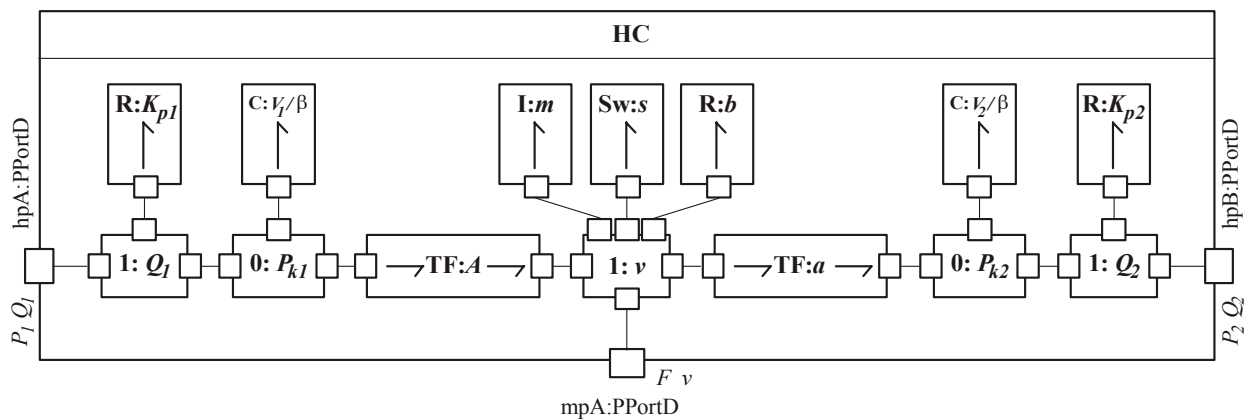 HC
R:Kp1
C:V1/β
I:m
Sw:s
R:b
C:V2/β
R:Kp2
hpA:PPortD
hpB:PPortD
1: Q1
0: Pk1
TF:A
1: v
TF:a
0: Pk2
1: Q2
P1 Q1
P2 Q2
F v
mpA:PPortD